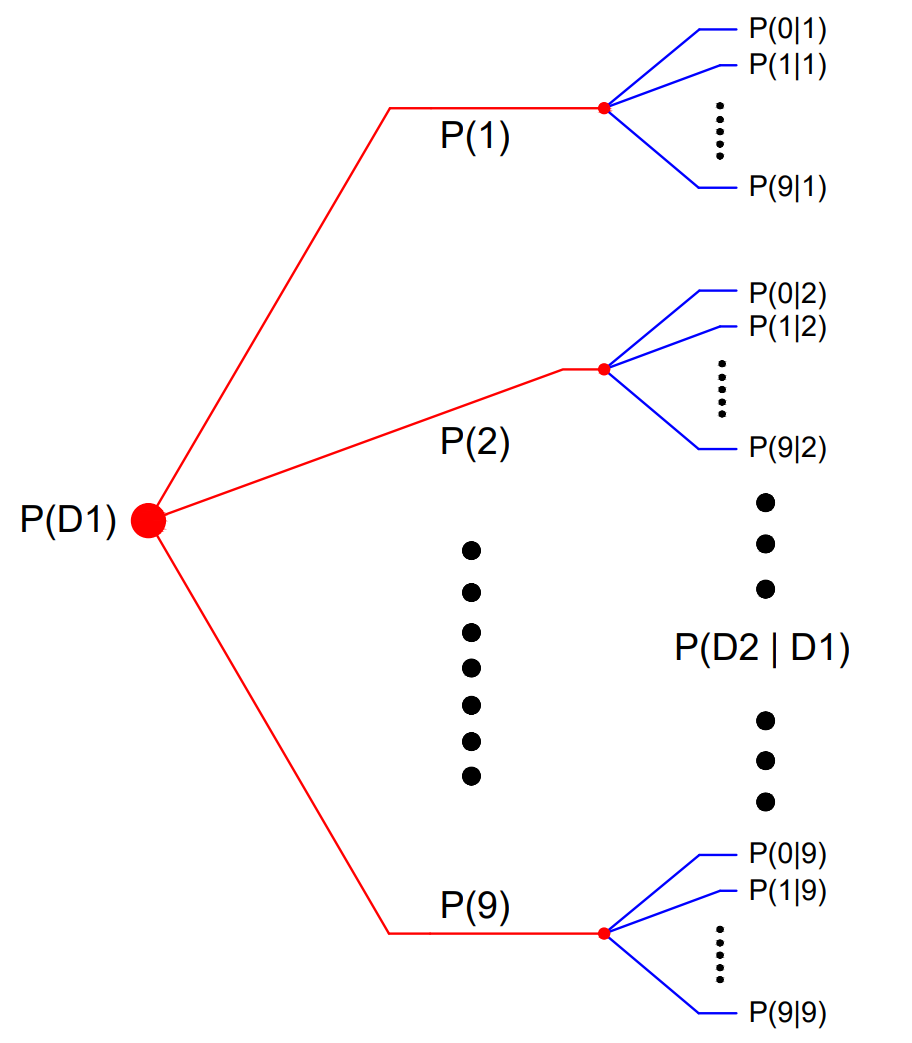 P(0|1)
P(1|1)
P(1)
P(9|1)
P(0|2)
P(1|2)
P(2)
P(9|2)
P(D1)
P(D2 | D1)
P(0|9)
P(1|9)
P(9)
P(9|9)